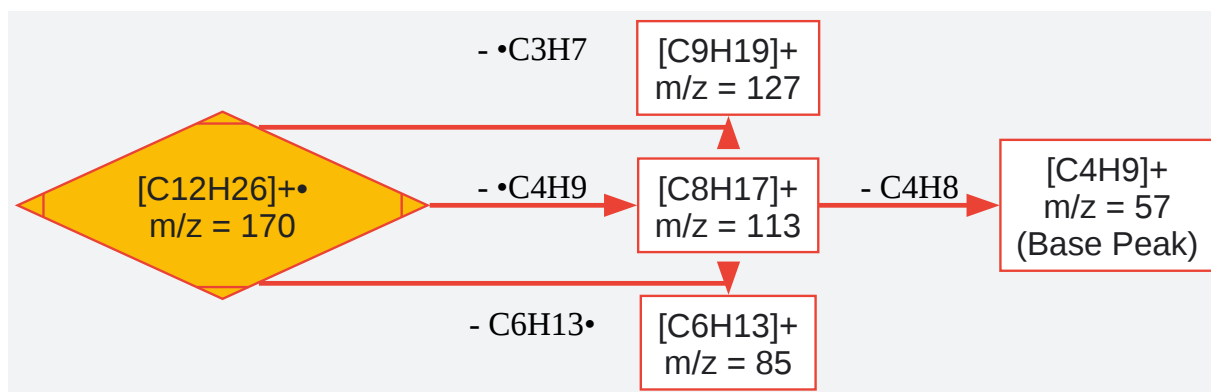 - •C3H7
[C9H19]+
m/z = 127
[C12H26]+•
m/z = 170
- •C4H9
[C8H17]+
m/z = 113
- C4H8
[C4H9]+
m/z = 57
(Base Peak)
- C6H13•
[C6H13]+
m/z = 85